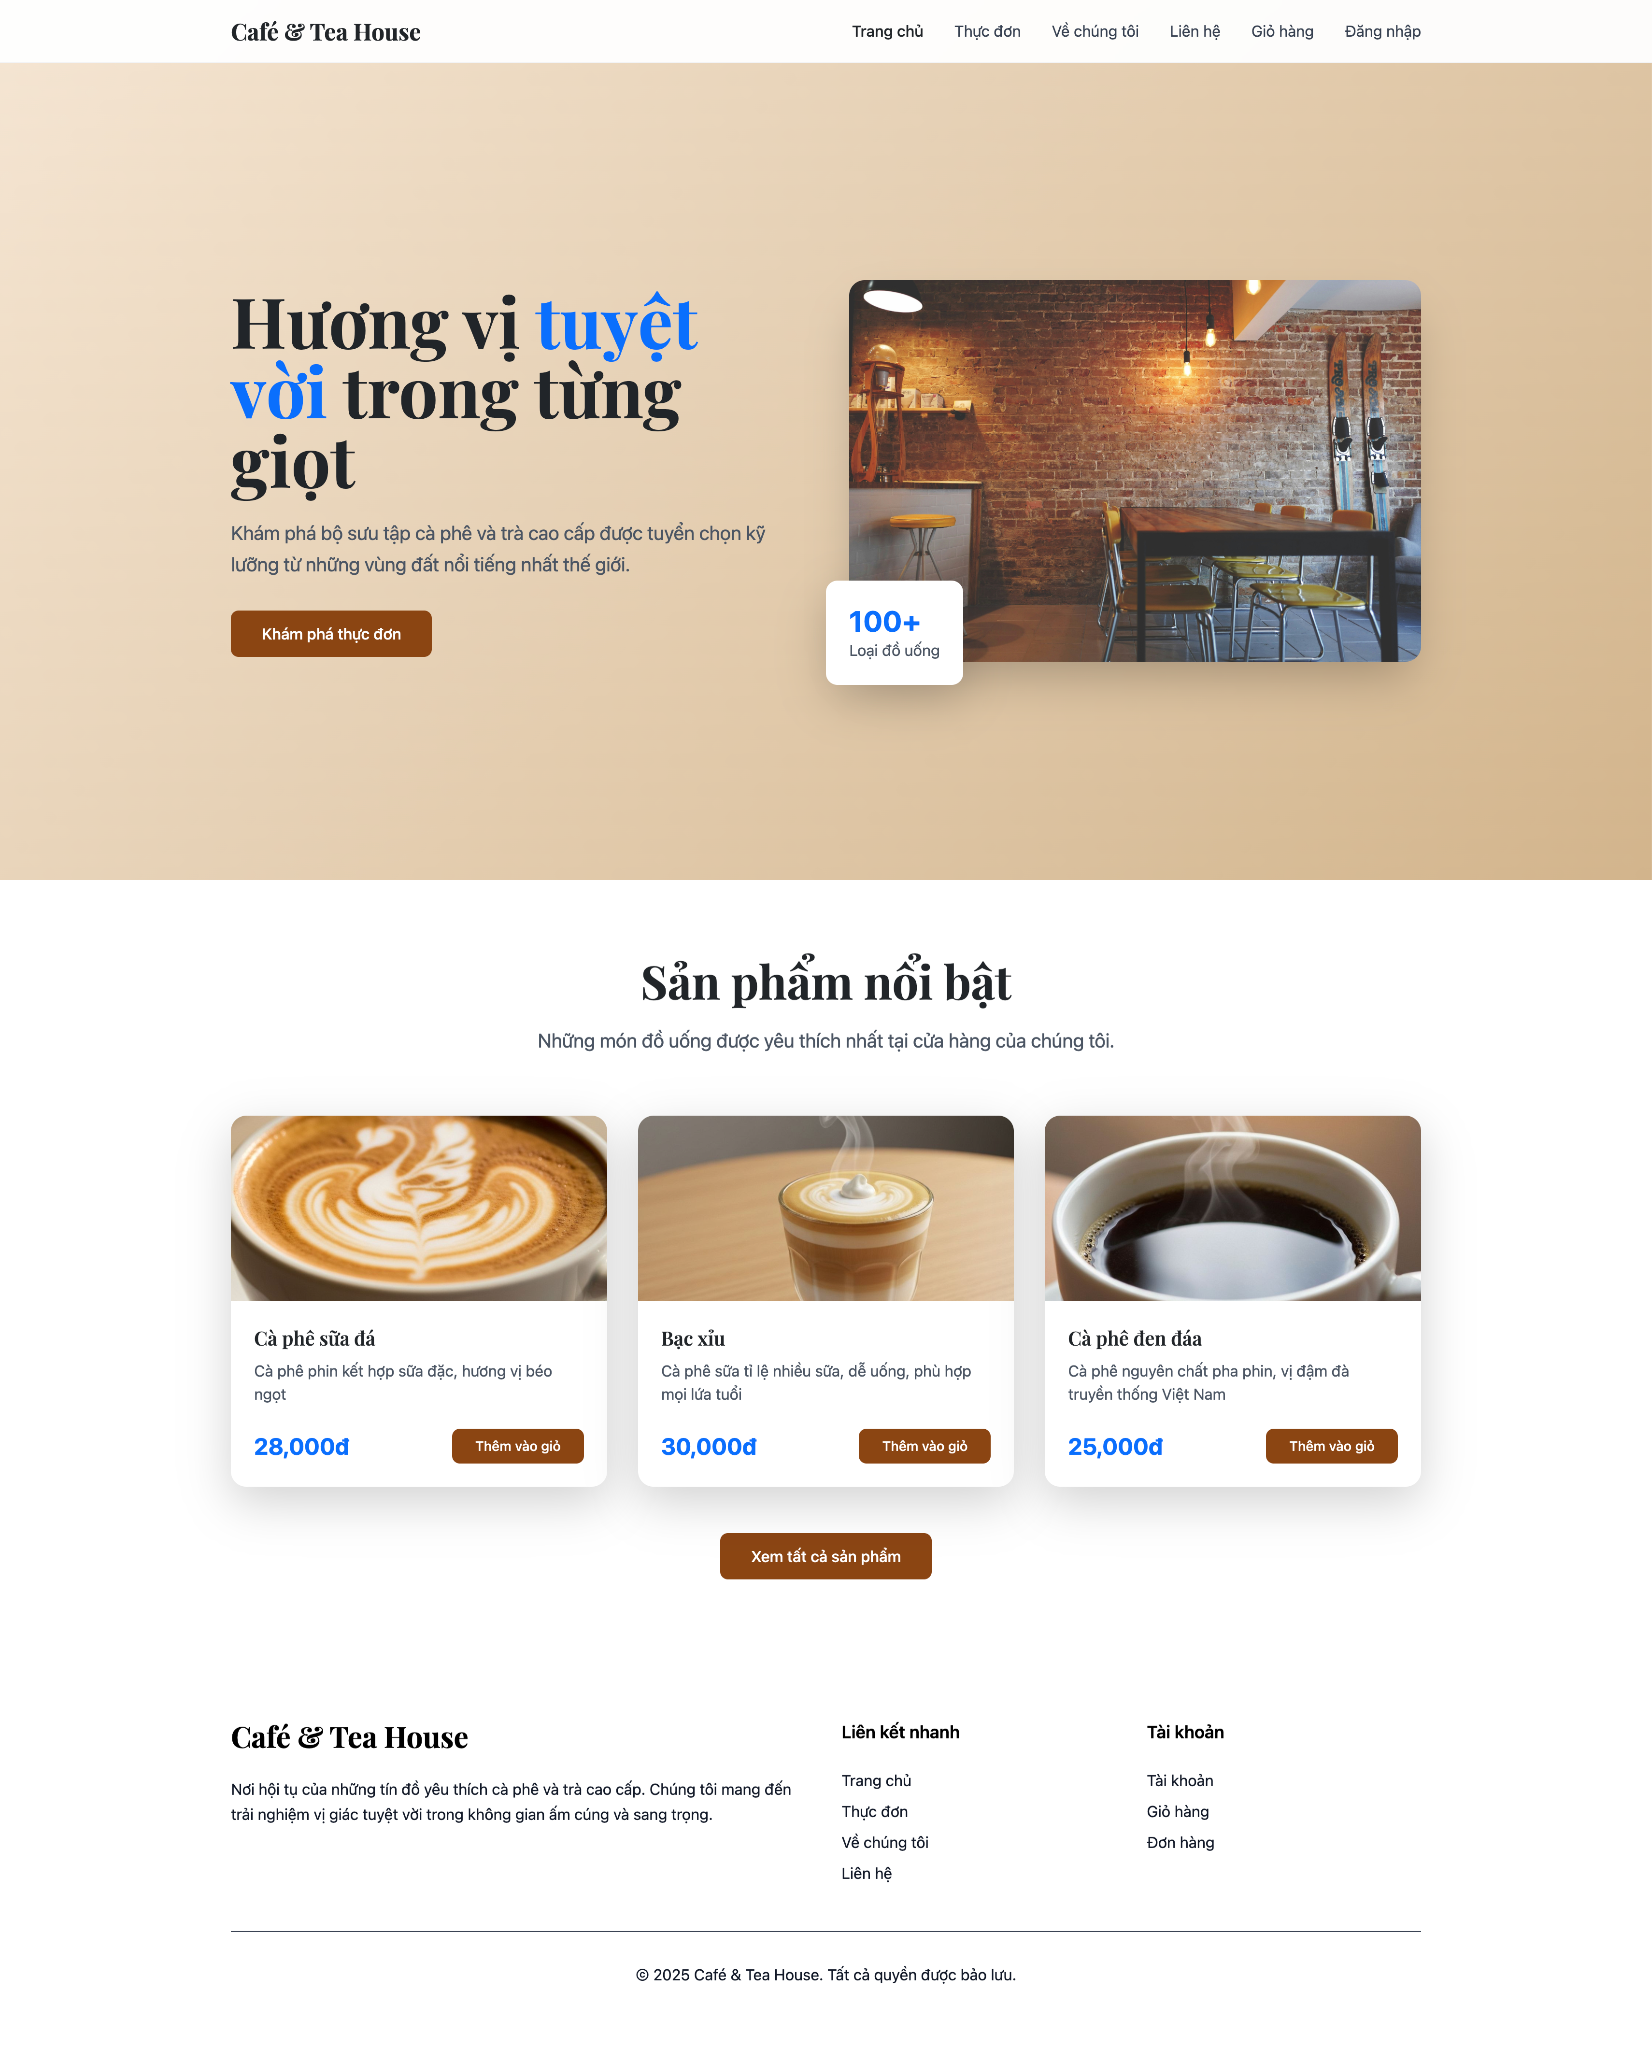 Café & Tea House
Trang chủ
Thực đơn
Về chúng tôi
Liên hệ
Giỏ hàng
Đăng nhập
Hương vị tuyệt
vời trong từng
giọt
Khám phá bộ sưu tập cà phê và trà cao cấp được tuyển chọn kỹ
lưỡng từ những vùng đất nổi tiếng nhất thế giới.
Khám phá thực đơn
100+
Loại đồ uống
Sản phẩm nổi bật
Những món đồ uống được yêu thích nhất tại cửa hàng của chúng tôi.
Cà phê sữa đá
Cà phê phin kết hợp sữa đặc, hương vị béo
ngọt
28,000đ
Thêm vào giỏ
Bạc xỉu
Cà phê sữa tỉ lệ nhiều sữa, dễ uống, phù hợp
mọi lứa tuổi
30,000đ
Thêm vào giỏ
Cà phê đen đáa
Cà phê nguyên chất pha phin, vị đậm đà
truyền thống Việt Nam
25,000đ
Thêm vào giỏ
Xem tất cả sản phẩm
Café & Tea House
Nơi hội tụ của những tín đồ yêu thích cà phê và trà cao cấp. Chúng tôi mang đến
trải nghiệm vị giác tuyệt vời trong không gian ấm cúng và sang trọng.
Liên kết nhanh
Trang chủ
Thực đơn
Về chúng tôi
Liên hệ
Tài khoản
Tài khoản
Giỏ hàng
Đơn hàng
© 2025 Café & Tea House. Tất cả quyền được bảo lưu.